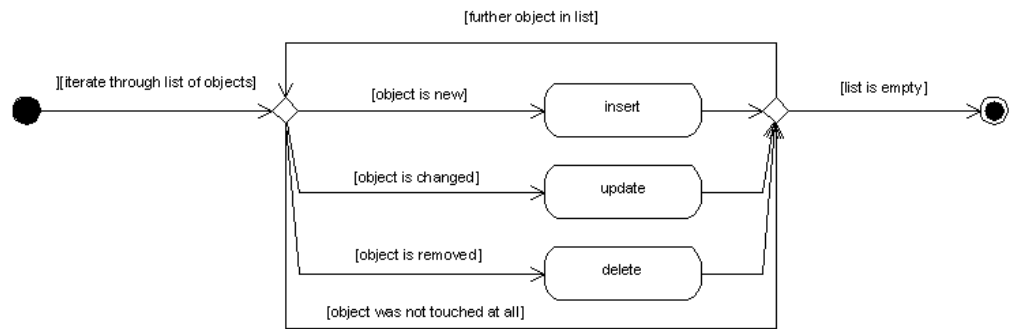 [further object in list]
][iterate through list of objects]
[object is new]
insert
[list is empty]
[object is changed]
update
[object is removed]
delete
[object was not touched at all]